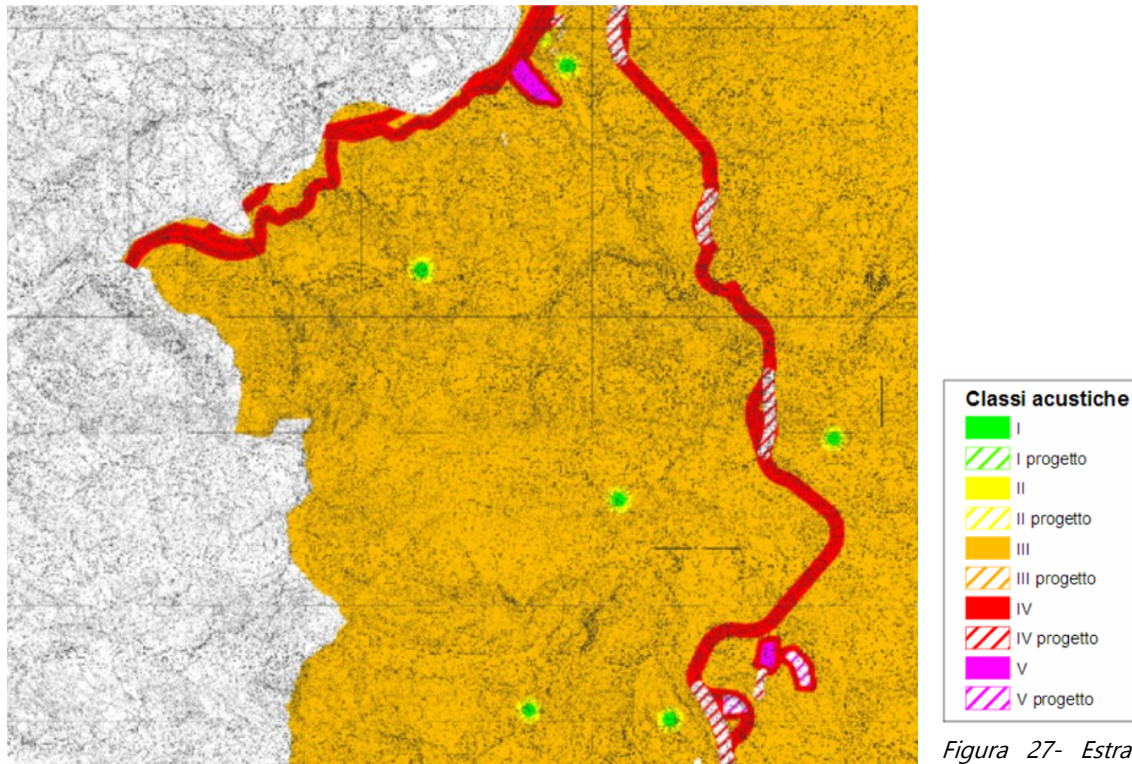 Classi acustiche
I
I progetto
II
II progetto
III
III progetto
IV
IV progetto
V
V progetto
Figura 27- Estra